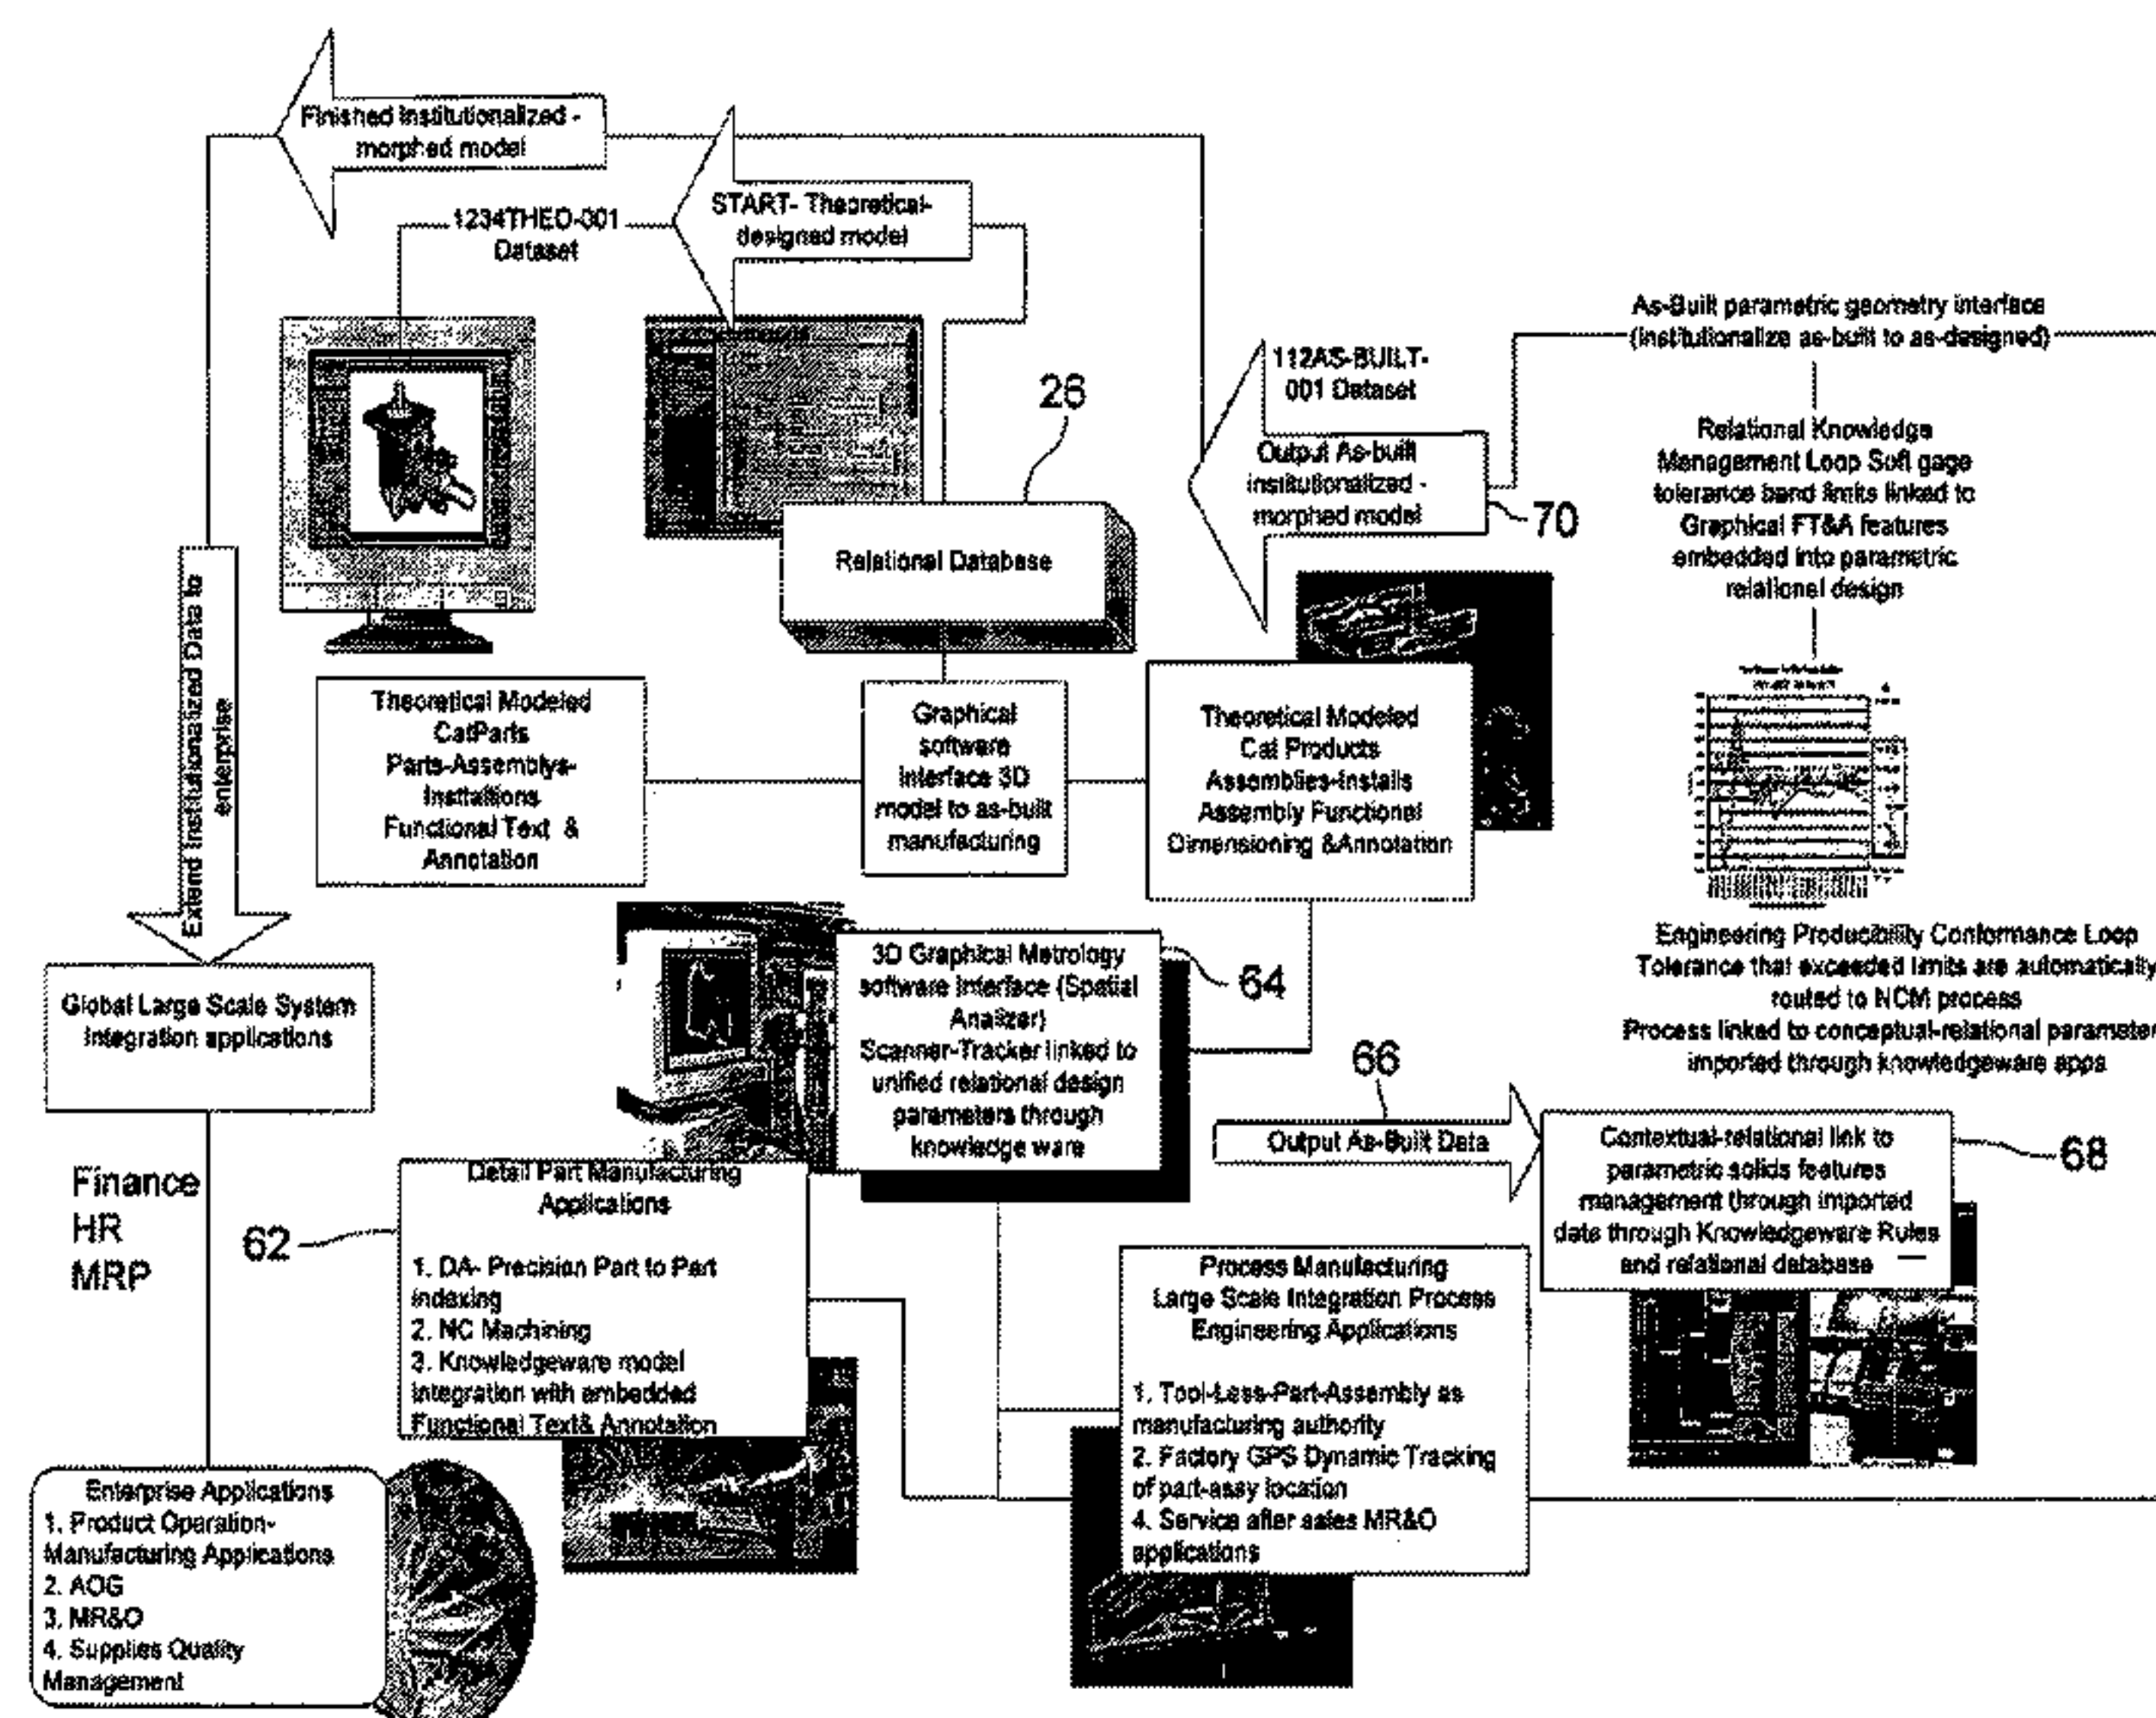 Finished institutionalized -
morphed model
START- Theoretical-
designed model
1234THEO-001
Dataset
As-Built parametric geometry interface
(institutionalize as-built to as-designed)
112AS-BUILT-
001 Dataset
26
Output As-built
institutionalized -
morphed model
70
Relational Knowledge
Management Loop Soft gage
tolerance band limits linked to
Graphical FT&A features
embedded into parametric
relational design
Relational Database
Extend Institutionalized Data to
enterprise
Theoretical Modeled
CatParts
Parts-Assemblys-
Insttaltions
Functional Text &
Annotation
Graphical
software
interface 3D
model to as-built
manufacturing
Theoretical Modeled
Cat Products
Assemblies-Installs
Assembly Functional
Dimensioning &Annotation
Engineering Producibility Conformance Loop
Tolerance that exceeded limits are automatically
routed to NCM process
Process linked to conceptual-relational parameter
imported through knowledgeware apps
3D Graphical Metrology
software interface (Spatial
Analizer)
Scanner-Tracker linked to
unified relational design
parameters through
knowledge ware
64
Global Large Scale System
Integration applications
66
Output As-Built Data
Contextual-relational link to
parametric solids features
management through imported
data through Knowledgeware Rules
and relational database
68
Finance
HR
MRP
62
Detail Part Manufacturing
Applications
1. DA- Precision Part to Part
indexing
2. NC Machining
3. Knowledgeware model
integration with embedded
Functional Text& Annotation
Process Manufacturing
Large Scale Integration Process
Engineering Applications
1. Tool-Less-Part-Assembly as
manufacturing authority
2. Factory GPS Dynamic Tracking
of part-assy location
4. Service after sales MR&O
applications
Enterprise Applications
1. Product Operation-
Manufacturing Applications
2. AOG
3. MR&O
4. Supplies Quality
Management